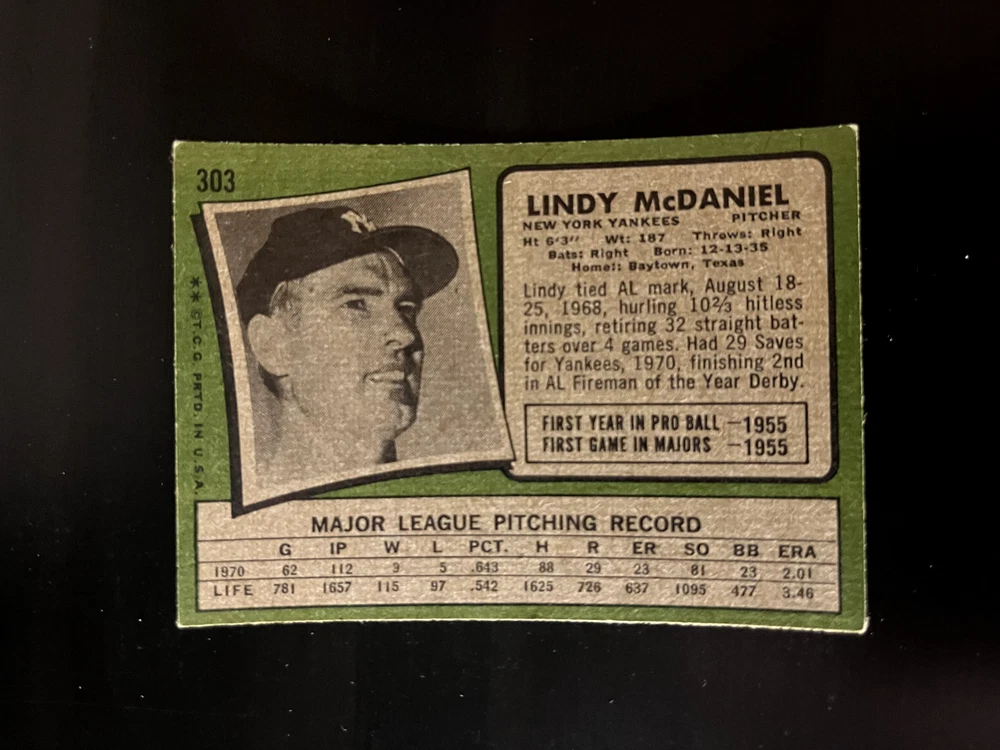 303
NY
** ©T.C.G. PRTD. IN U.S.A.
LINDY McDANIEL
NEW YORK YANKEES PITCHER
Ht 6'3" Wt: 187 Throws: Right
Bats: Right Born: 12-13-35
Home: Baytown, Texas
Lindy tied AL mark, August 18-
25, 1968, hurling 10⅔ hitless
innings, retiring 32 straight bat-
ters over 4 games. Had 29 Saves
for Yankees, 1970, finishing 2nd
in AL Fireman of the Year Derby.
FIRST YEAR IN PRO BALL —1955
FIRST GAME IN MAJORS —1955
MAJOR LEAGUE PITCHING RECORD
G IP W L PCT. H R ER SO BB ERA
1970 62 112 9 5 .643 88 29 23 81 23 2.01
LIFE 781 1657 115 97 .542 1625 726 637 1095 477 3.46